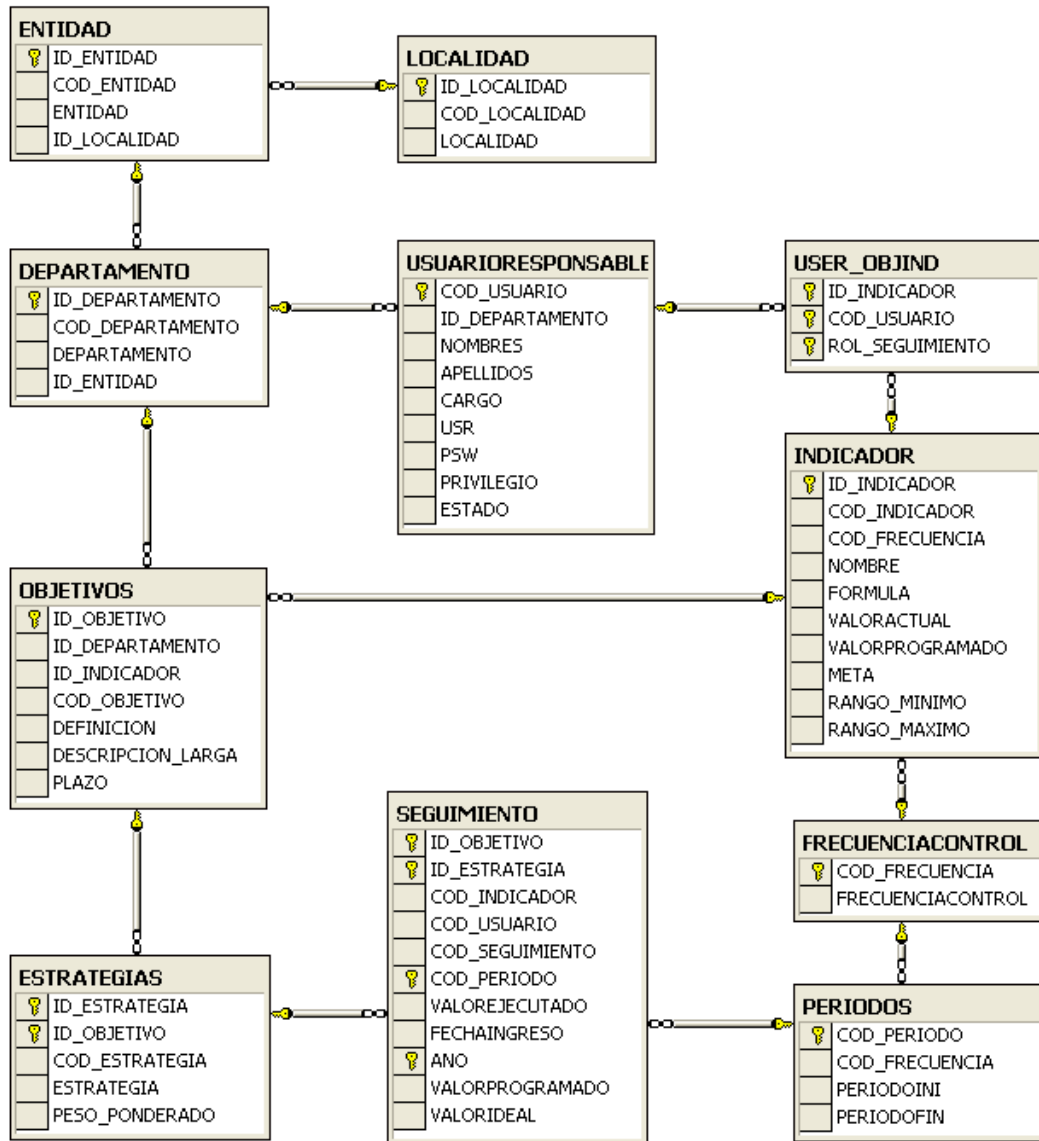 ENTIDAD
ID_ENTIDAD
COD_ENTIDAD
ENTIDAD
ID_LOCALIDAD
LOCALIDAD
ID_LOCALIDAD
COD_LOCALIDAD
LOCALIDAD
DEPARTAMENTO
ID_DEPARTAMENTO
COD_DEPARTAMENTO
DEPARTAMENTO
ID_ENTIDAD
USUARIORESPONSABLE
COD_USUARIO
ID_DEPARTAMENTO
NOMBRES
APELLIDOS
CARGO
USR
PSW
PRIVILEGIO
ESTADO
USER_OBJIND
ID_INDICADOR
COD_USUARIO
ROL_SEGUIMIENTO
INDICADOR
ID_INDICADOR
COD_INDICADOR
COD_FRECUENCIA
NOMBRE
FORMULA
VALORACTUAL
VALORPROGRAMADO
META
RANGO_MINIMO
RANGO_MAXIMO
OBJETIVOS
ID_OBJETIVO
ID_DEPARTAMENTO
ID_INDICADOR
COD_OBJETIVO
DEFINICION
DESCRIPCION_LARGA
PLAZO
SEGUIMIENTO
ID_OBJETIVO
ID_ESTRATEGIA
COD_INDICADOR
COD_USUARIO
COD_SEGUIMIENTO
COD_PERIODO
VALOREJECUTADO
FECHAINGRESO
ANO
VALORPROGRAMADO
VALORIDEAL
FRECUENCIACONTROL
COD_FRECUENCIA
FRECUENCIACONTROL
ESTRATEGIAS
ID_ESTRATEGIA
ID_OBJETIVO
COD_ESTRATEGIA
ESTRATEGIA
PESO_PONDERADO
PERIODOS
COD_PERIODO
COD_FRECUENCIA
PERIODOINI
PERIODOFIN